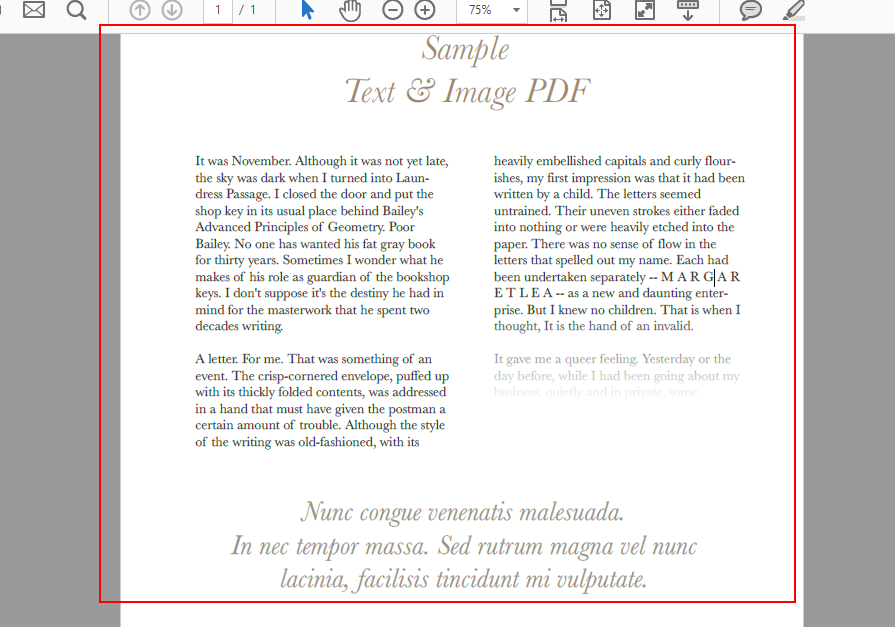 1 / 1
75%
Sample
Text & Image PDF
It was November. Although it was not yet late,
the sky was dark when I turned into Laun-
dress Passage. I closed the door and put the
shop key in its usual place behind Bailey's
Advanced Principles of Geometry. Poor
Bailey. No one has wanted his fat gray book
for thirty years. Sometimes I wonder what he
makes of his role as guardian of the bookshop
keys. I don't suppose it's the destiny he had in
mind for the masterwork that he spent two
decades writing.
A letter. For me. That was something of an
event. The crisp-cornered envelope, puffed up
with its thickly folded contents, was addressed
in a hand that must have given the postman a
certain amount of trouble. Although the style
of the writing was old-fashioned, with its
heavily embellished capitals and curly flour-
ishes, my first impression was that it had been
written by a child. The letters seemed
untrained. Their uneven strokes either faded
into nothing or were heavily etched into the
paper. There was no sense of flow in the
letters that spelled out my name. Each had
been undertaken separately -- M A R G A R
E T L E A -- as a new and daunting enter-
prise. But I knew no children. That is when I
thought, It is the hand of an invalid.
It gave me a queer feeling. Yesterday or the
day before, while I had been going about my
business, quietly and in private, some
Nunc congue venenatis malesuada.
In nec tempor massa. Sed rutrum magna vel nunc
lacinia, facilisis tincidunt mi vulputate.